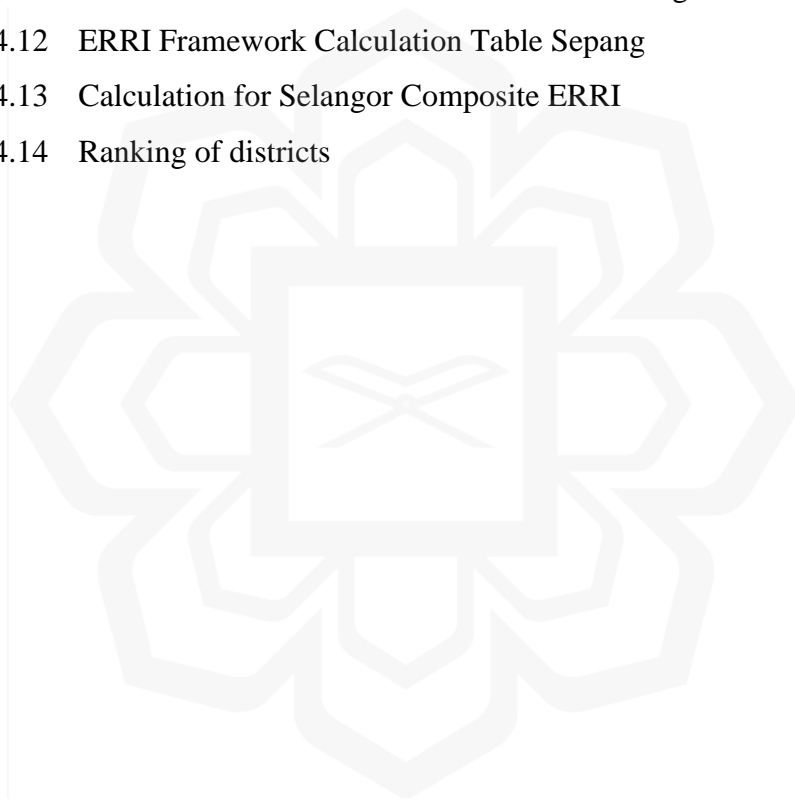 4.12 ERRI Framework Calculation Table Sepang
4.13 Calculation for Selangor Composite ERRI
4.14 Ranking of districts